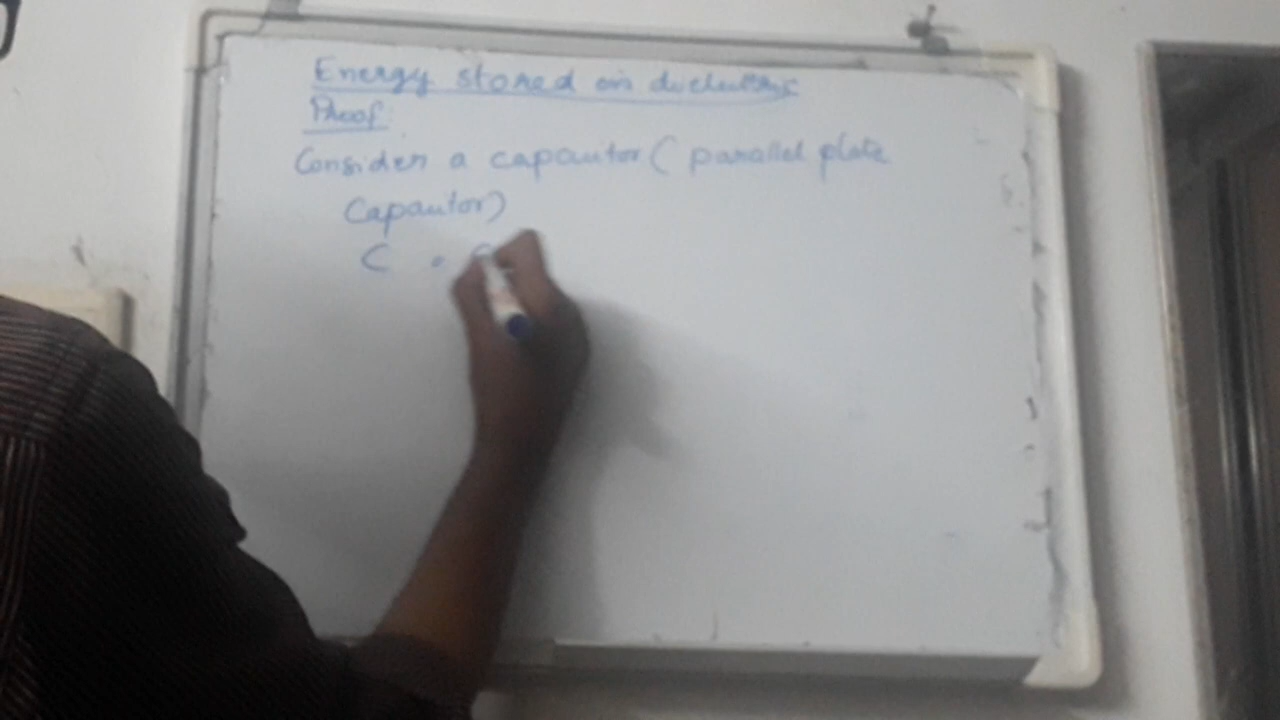 Energy stored in dielectric
Proof
Consider a capacitor ( parallel plate
capacitor)
C =